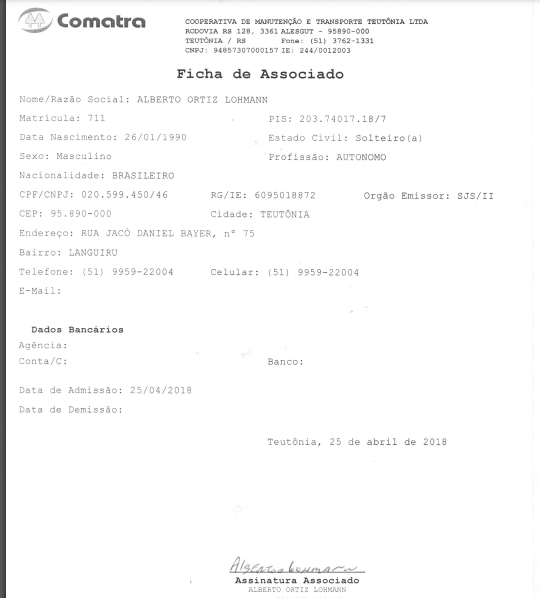 Comatra
COOPERATIVA DE MANUTENÇÃO E TRANSPORTE TEUTÔNIA LTDA
RODOVIA RS 128, 3361 ALESGUT - 95890-000
TEUTÔNIA / RS Fone: (51) 3762-1331
CNPJ: 94857307000157 IE: 244/0012003
Ficha de Associado
Nome/Razão Social: ALBERTO ORTIZ LOHMANN
Matrícula: 711 PIS: 203.74017.18/7
Data Nascimento: 26/01/1990 Estado Civil: Solteiro(a)
Sexo: Masculino Profissão: AUTONOMO
Nacionalidade: BRASILEIRO
CPF/CNPJ: 020.599.450/46 RG/IE: 6095018872 Orgão Emissor: SJS/II
CEP: 95.890-000 Cidade: TEUTÔNIA
Endereço: RUA JACÓ DANIEL BAYER, nº 75
Bairro: LANGUIRU
Telefone: (51) 9959-22004 Celular: (51) 9959-22004
E-Mail:
Dados Bancários
Agência:
Conta/C: Banco:
Data de Admissão: 25/04/2018
Data de Demissão:
Teutônia, 25 de abril de 2018
Alberto Lohmann
Assinatura Associado
ALBERTO ORTIZ LOHMANN